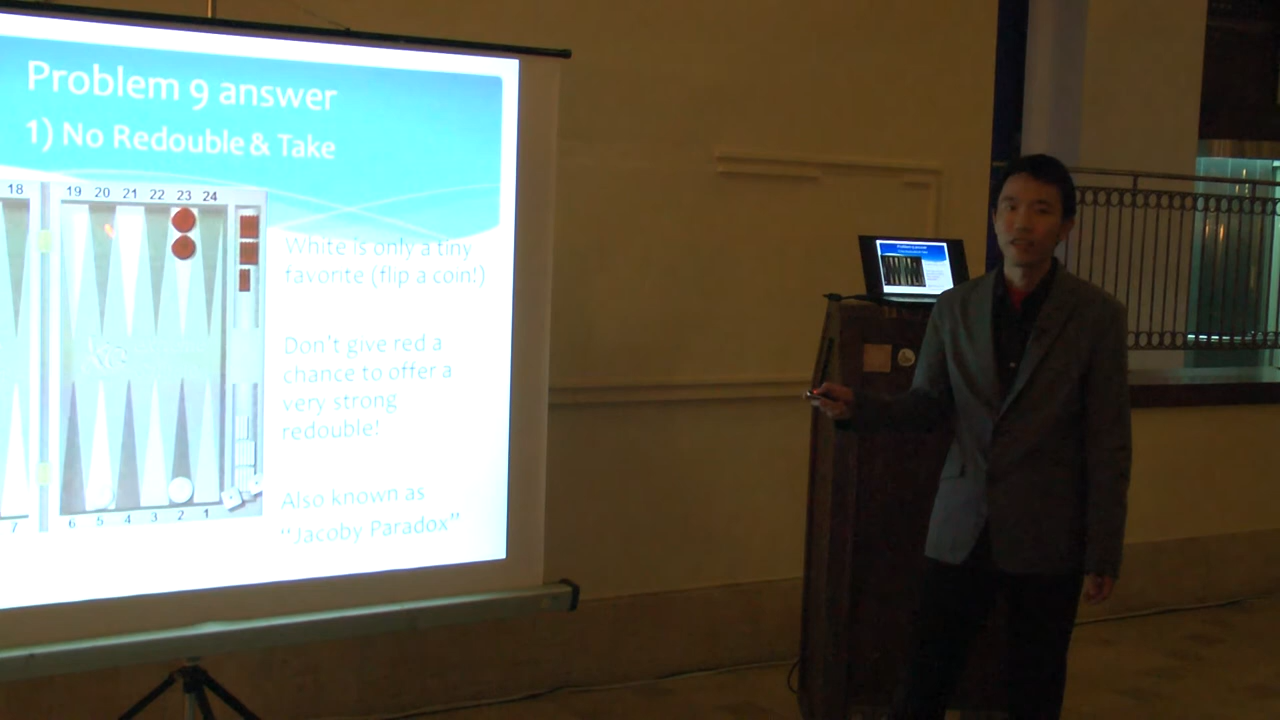 Problem 9 answer
1) No Redouble & Take
18 19 20 21 22 23 24
White is only a tiny
favorite (flip a coin!)
Don't give red a
chance to offer a
very strong
redouble!
Also known as
"Jacoby Paradox"
7 6 5 4 3 2 1